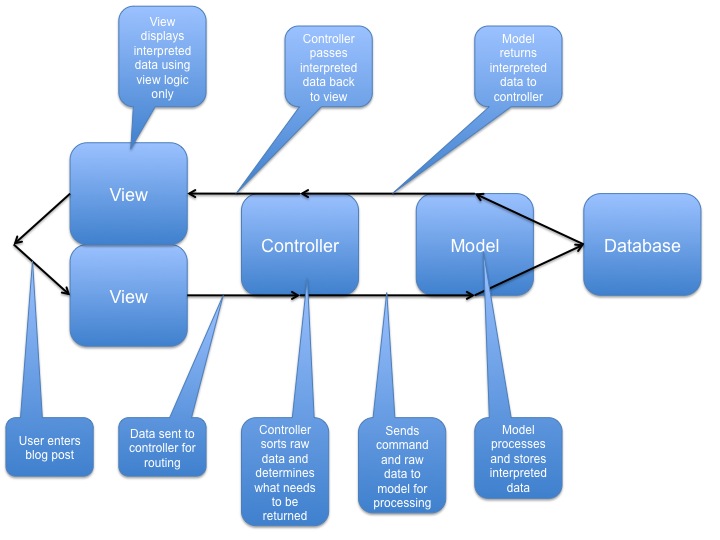 View
displays
interpreted
data using
view logic
only
Controller
passes
interpreted
data back
to view
Model
returns
interpreted
data to
controller
View
Controller
Model
Database
View
User enters
blog post
Data sent to
controller for
routing
Controller
sorts raw
data and
determines
what needs
to be
returned
Sends
command
and raw
data to
model for
processing
Model
processes
and stores
interpreted
data